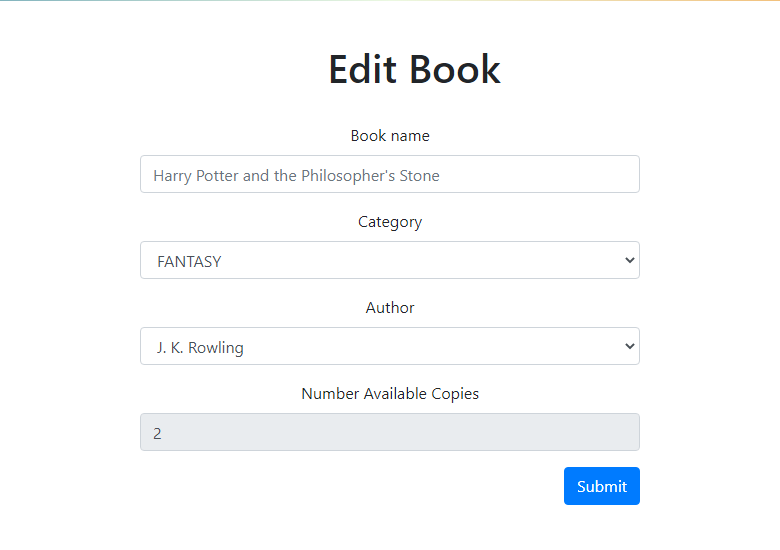 Edit Book
Book name
Harry Potter and the Philosopher's Stone
Category
FANTASY
Author
J. K. Rowling
Number Available Copies
2
Submit